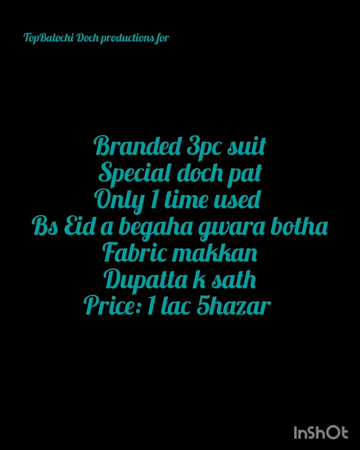 TopBalochi Doch productions for
Branded 3pc suit
Special doch pat
Only 1 time used
Bs Eid a begaha gwara botha
Fabric makkan
Dupatta k sath
Price: 1 lac 5hazar
InShOt